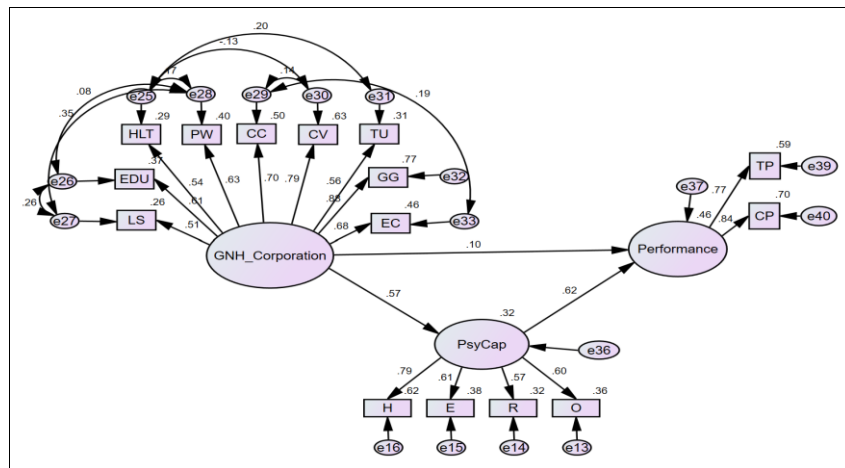 .20
-.13
.17
.14
.08
.19
e25
e28
e29
e30
e31
.35
.29
.40
.50
.63
.31
HLT
PW
CC
CV
TU
.59
TP
e39
.37
.77
e26
EDU
GG
e32
e37
.77
.54
.63
.70
.79
.56
.61
.26
.26
.46
.70
e27
LS
.51
.68
EC
e33
.46
.84
CP
e40
GNH_Corporation
.10
Performance
.57
.62
.32
PsyCap
e36
.79
.61
.57
.60
.62
.38
.32
.36
H
E
R
O
e16
e15
e14
e13